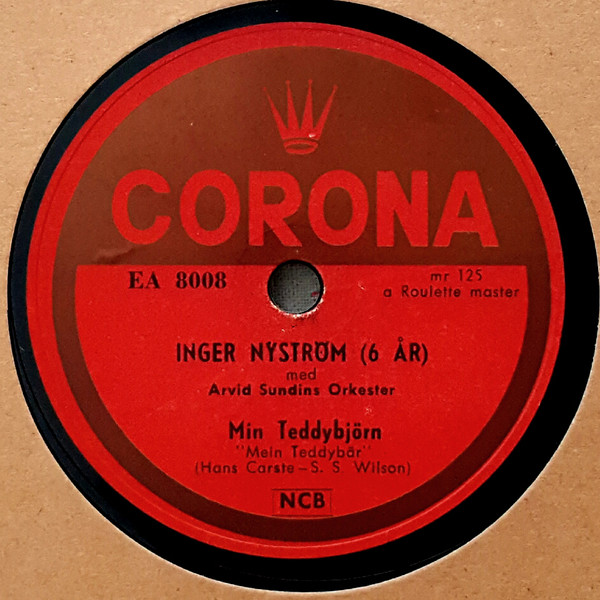 CORONA
EA 8008
mr 125
a Roulette master
INGER NYSTRÖM (6 ÅR)
med
Arvid Sundins Orkester
Min Teddybjörn
"Mein Teddybär"
(Hans Carste – S. S. Wilson)
NCB